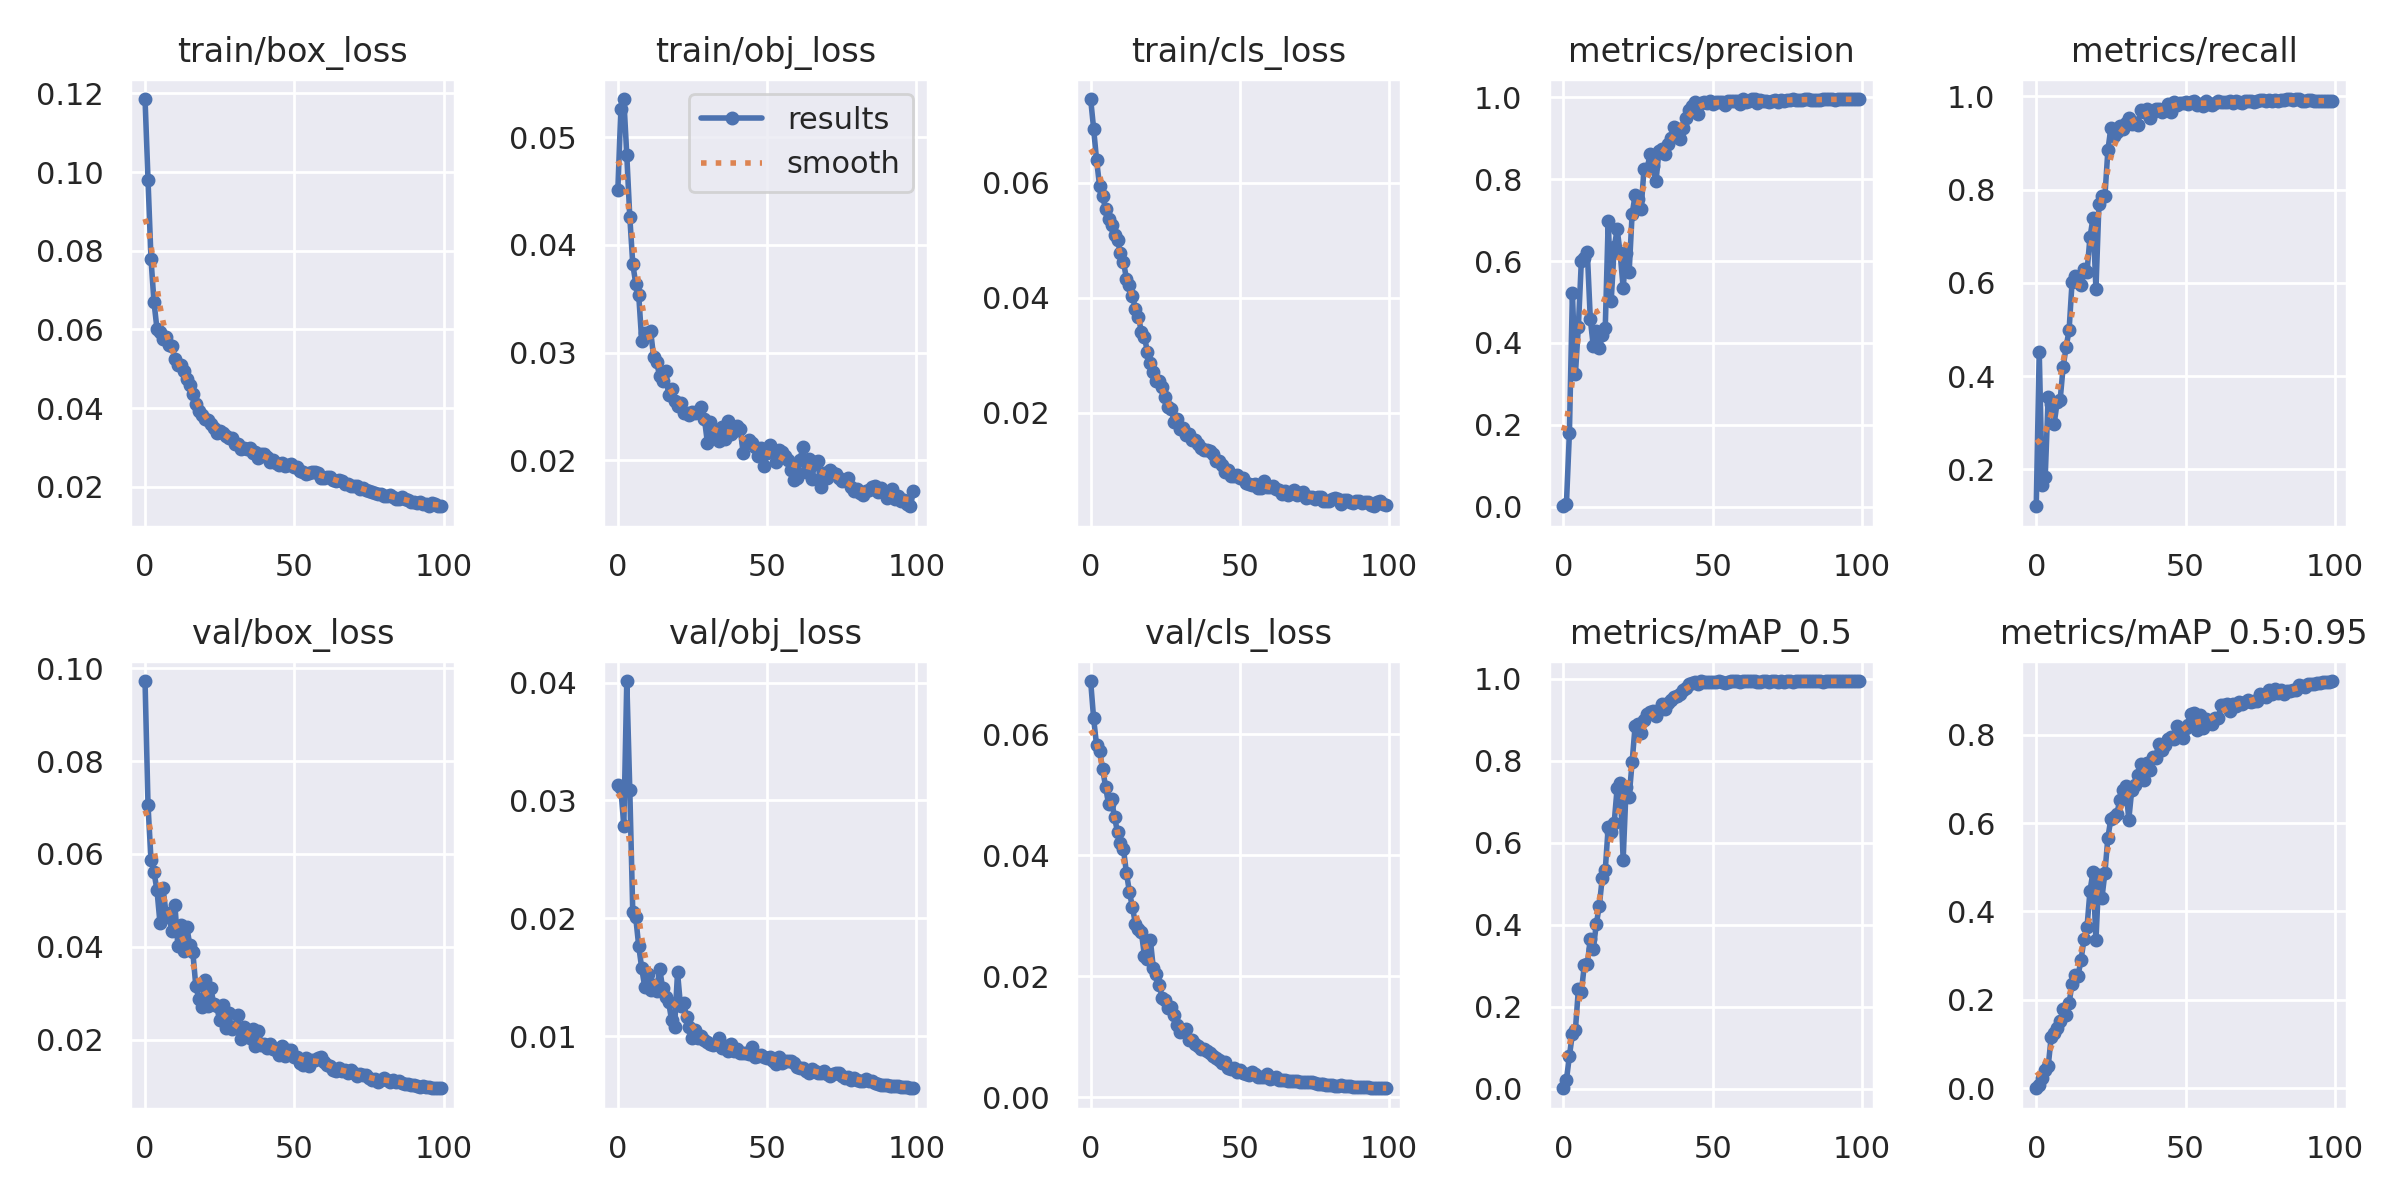 train/box_loss
0.12
0.10
0.08
0.06
0.04
0.02
0 50 100
train/obj_loss
results
smooth
0.05
0.04
0.03
0.02
0 50 100
train/cls_loss
0.06
0.04
0.02
0 50 100
metrics/precision
1.0
0.8
0.6
0.4
0.2
0.0
0 50 100
metrics/recall
1.0
0.8
0.6
0.4
0.2
0 50 100
val/box_loss
0.10
0.08
0.06
0.04
0.02
0 50 100
val/obj_loss
0.04
0.03
0.02
0.01
0 50 100
val/cls_loss
0.06
0.04
0.02
0.00
0 50 100
metrics/mAP_0.5
1.0
0.8
0.6
0.4
0.2
0.0
0 50 100
metrics/mAP_0.5:0.95
0.8
0.6
0.4
0.2
0.0
0 50 100